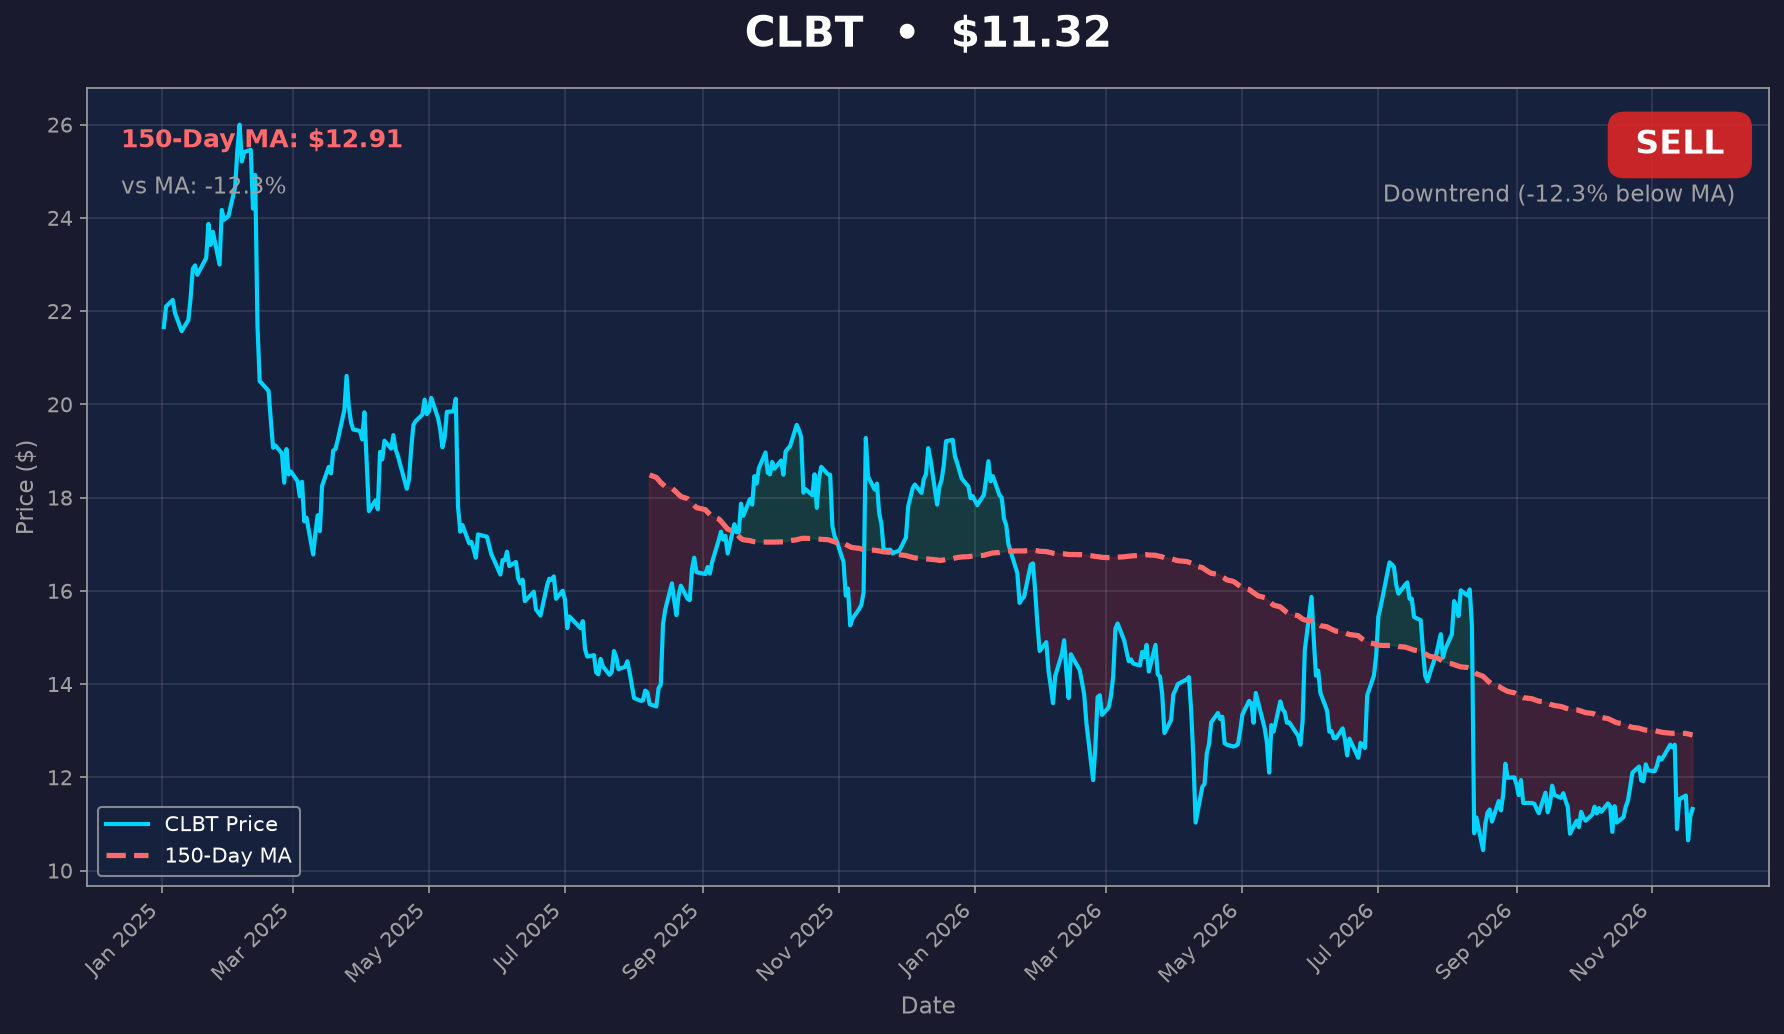 CLBT • $11.32
150-Day MA: $12.91
vs MA: -12.3%
SELL
Downtrend (-12.3% below MA)
Price ($)
26
24
22
20
18
16
14
12
10
CLBT Price
150-Day MA
Jan 2025
Mar 2025
May 2025
Jul 2025
Sep 2025
Nov 2025
Jan 2026
Mar 2026
May 2026
Jul 2026
Sep 2026
Nov 2026
Date